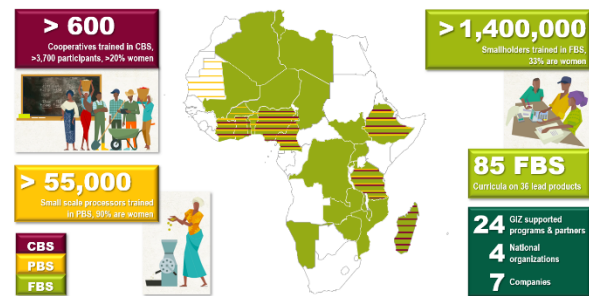 > 600
Cooperatives trained in CBS,
>3,700 participants, >20% women
> 55,000
Small scale processors trained
in PBS, 90% are women
CBS
PBS
FBS
> 1,400,000
Smallholders trained in FBS,
33% are women
85 FBS
Curricula on 36 lead products
24 GIZ supported
programs & partners
4 National
organizations
7 Companies